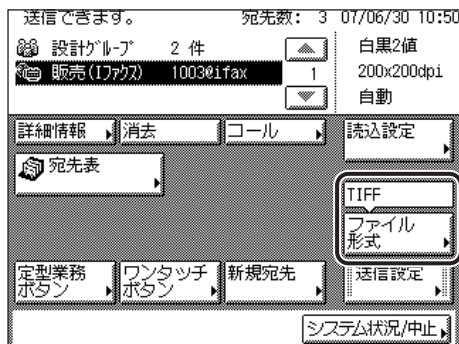 送信できます。 宛先数: 3 07/06/30 10:50
設計グループ 2 件
販売(Iファクス) 1003@ifax 1
白黒2値
200x200dpi
自動
詳細情報 消去 コール 読込設定
宛先表
TIFF
ファイル
形式
定型業務
ボタン
ワンタッチ
ボタン
新規宛先
送信設定
システム状況/中止